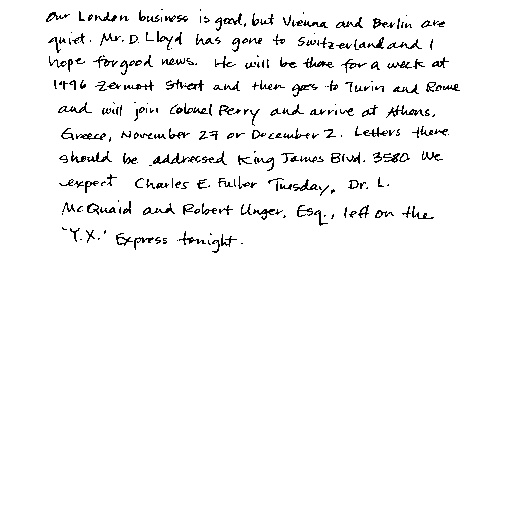 Our London business is good, but Vienna and Berlin are
quiet. Mr. D. Lloyd has gone to Switzerland and I
hope for good news. He will be there for a week at
1496 Zermott Street and then goes to Turin and Rome
and will join Colonel Perry and arrive at Athens,
Greece, November 27 or December 2. Letters there
should be addressed King James Blvd. 3580. We
expect Charles E. Fuller Tuesday. Dr. L.
McQuaid and Robert Unger, Esq., left on the
"Y.X." Express tonight.